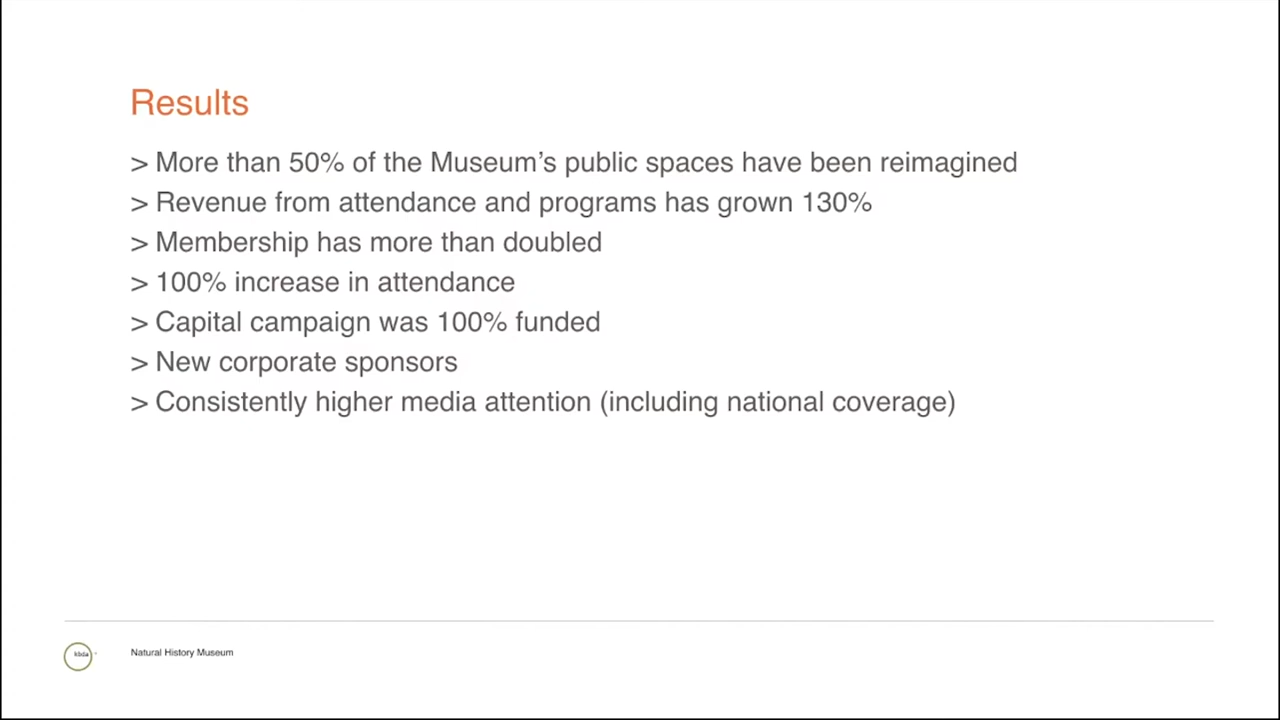 Results
> More than 50% of the Museum’s public spaces have been reimagined
> Revenue from attendance and programs has grown 130%
> Membership has more than doubled
> 100% increase in attendance
> Capital campaign was 100% funded
> New corporate sponsors
> Consistently higher media attention (including national coverage)
kbda
Natural History Museum